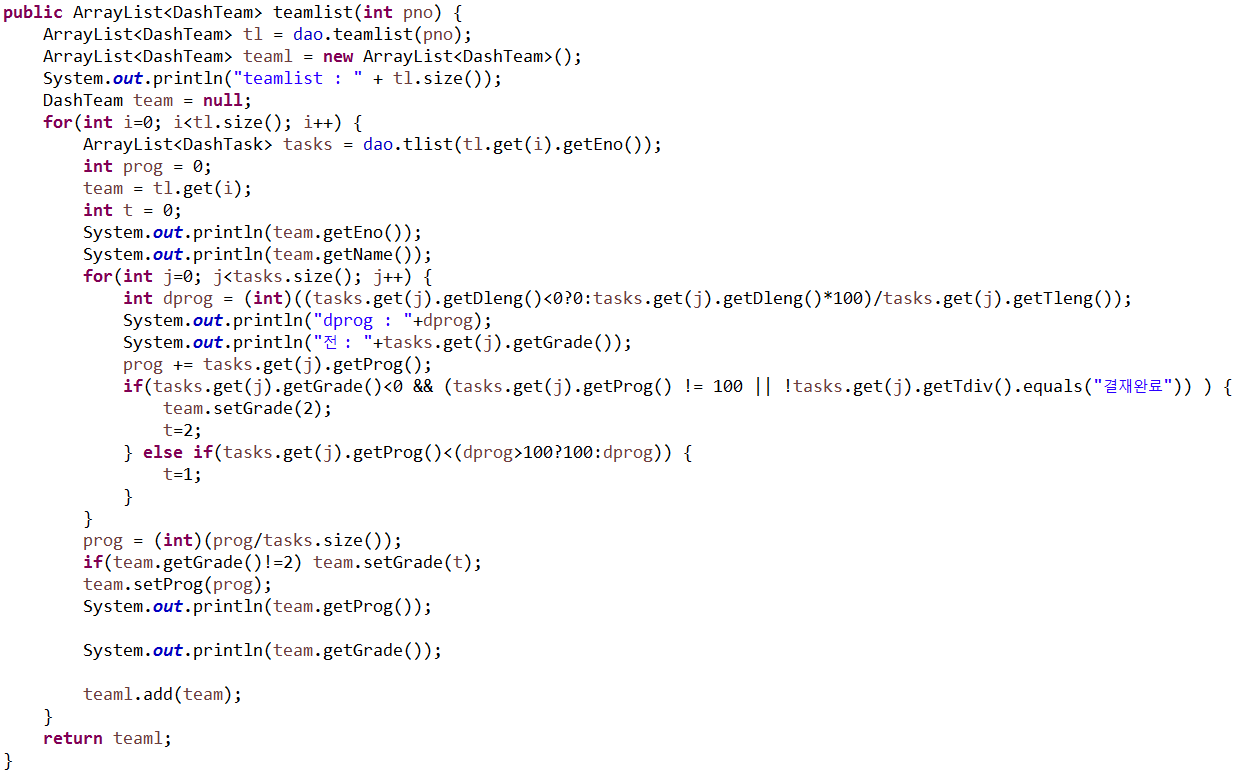 public ArrayList<DashTeam> teamlist(int pno) {
    ArrayList<DashTeam> tl = dao.teamlist(pno);
    ArrayList<DashTeam> teaml = new ArrayList<DashTeam>();
    System.out.println("teamlist : " + tl.size());
    DashTeam team = null;
    for(int i=0; i<tl.size(); i++) {
        ArrayList<DashTask> tasks = dao.tlist(tl.get(i).getEno());
        int prog = 0;
        team = tl.get(i);
        int t = 0;
        System.out.println(team.getEno());
        System.out.println(team.getName());
        for(int j=0; j<tasks.size(); j++) {
            int dprog = (int)((tasks.get(j).getDleng()<0?0:tasks.get(j).getDleng()*100)/tasks.get(j).getTleng());
            System.out.println("dprog : "+dprog);
            System.out.println("전 : "+tasks.get(j).getGrade());
            prog += tasks.get(j).getProg();
            if(tasks.get(j).getGrade()<0 && (tasks.get(j).getProg() != 100 || !tasks.get(j).getTdiv().equals("결재완료")) ) {
                team.setGrade(2);
                t=2;
            } else if(tasks.get(j).getProg()<(dprog>100?100:dprog)) {
                t=1;
            }
        }
        prog = (int)(prog/tasks.size());
        if(team.getGrade()!=2) team.setGrade(t);
        team.setProg(prog);
        System.out.println(team.getProg());
        System.out.println(team.getGrade());
        teaml.add(team);
    }
    return teaml;
}